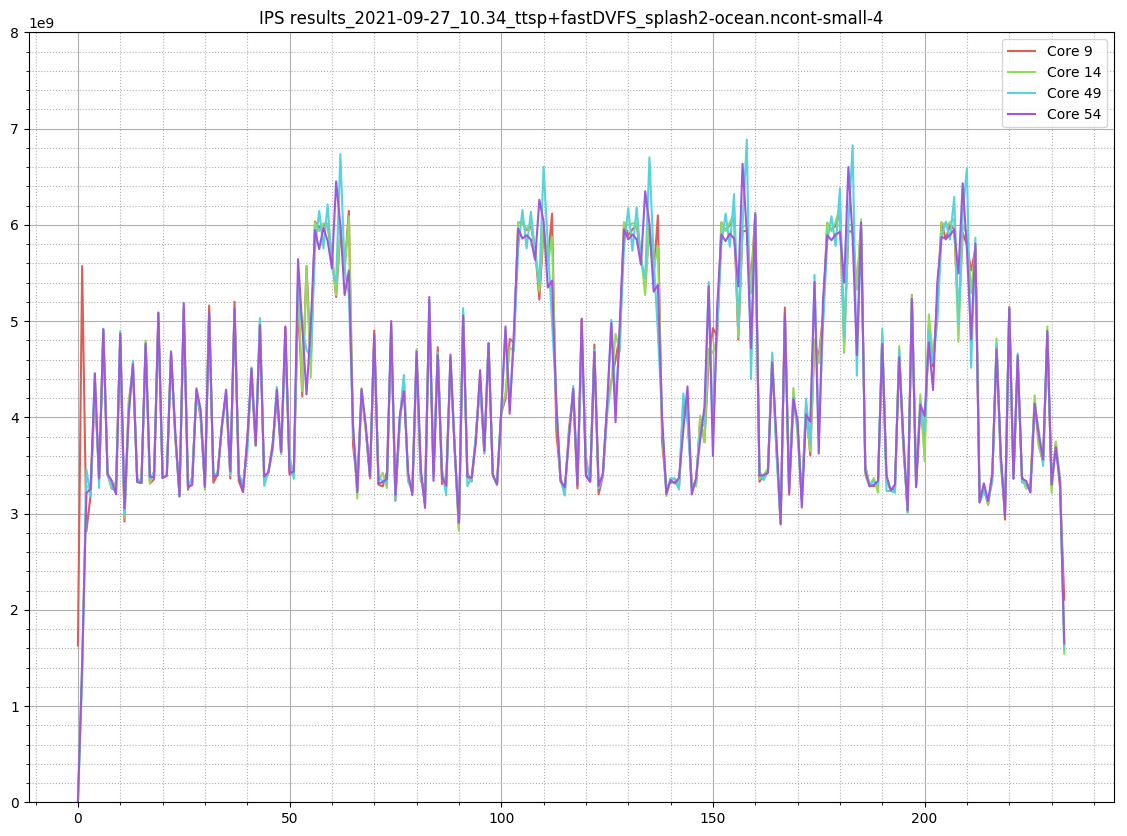 IPS results_2021-09-27_10.34_ttsp+fastDVFS_splash2-ocean.ncont-small-4
1e9
8
7
6
5
4
3
2
1
0
0 50 100 150 200
Core 9
Core 14
Core 49
Core 54